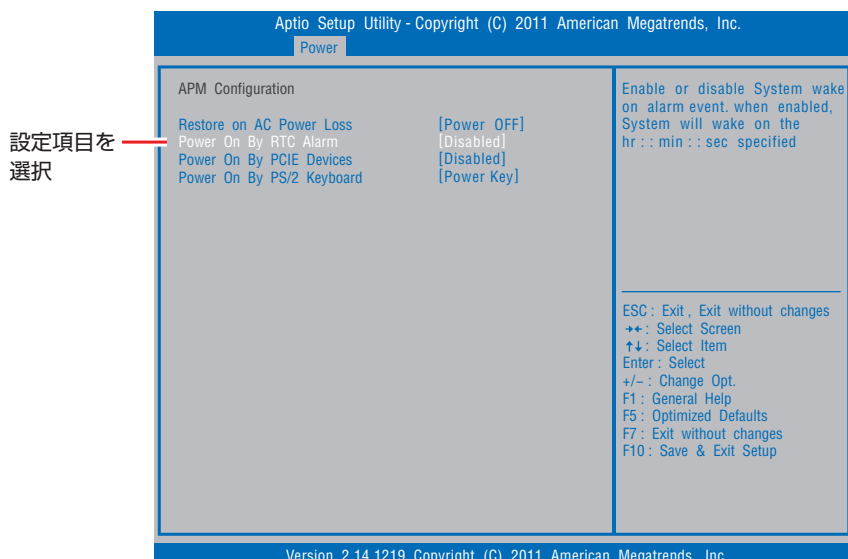 Aptio Setup Utility - Copyright (C) 2011 American Megatrends, Inc.
Power
APM Configuration
Restore on AC Power Loss [Power OFF]
Power On By RTC Alarm [Disabled]
Power On By PCIE Devices [Disabled]
Power On By PS/2 Keyboard [Power Key]
設定項目を
選択
Enable or disable System wake
on alarm event. when enabled,
System will wake on the
hr : : min : : sec specified
ESC : Exit , Exit without changes
→← : Select Screen
↑↓ : Select Item
Enter : Select
+/− : Change Opt.
F1 : General Help
F5 : Optimized Defaults
F7 : Exit without changes
F10 : Save & Exit Setup
Version 2.14.1219. Copyright (C) 2011 American Megatrends, Inc.